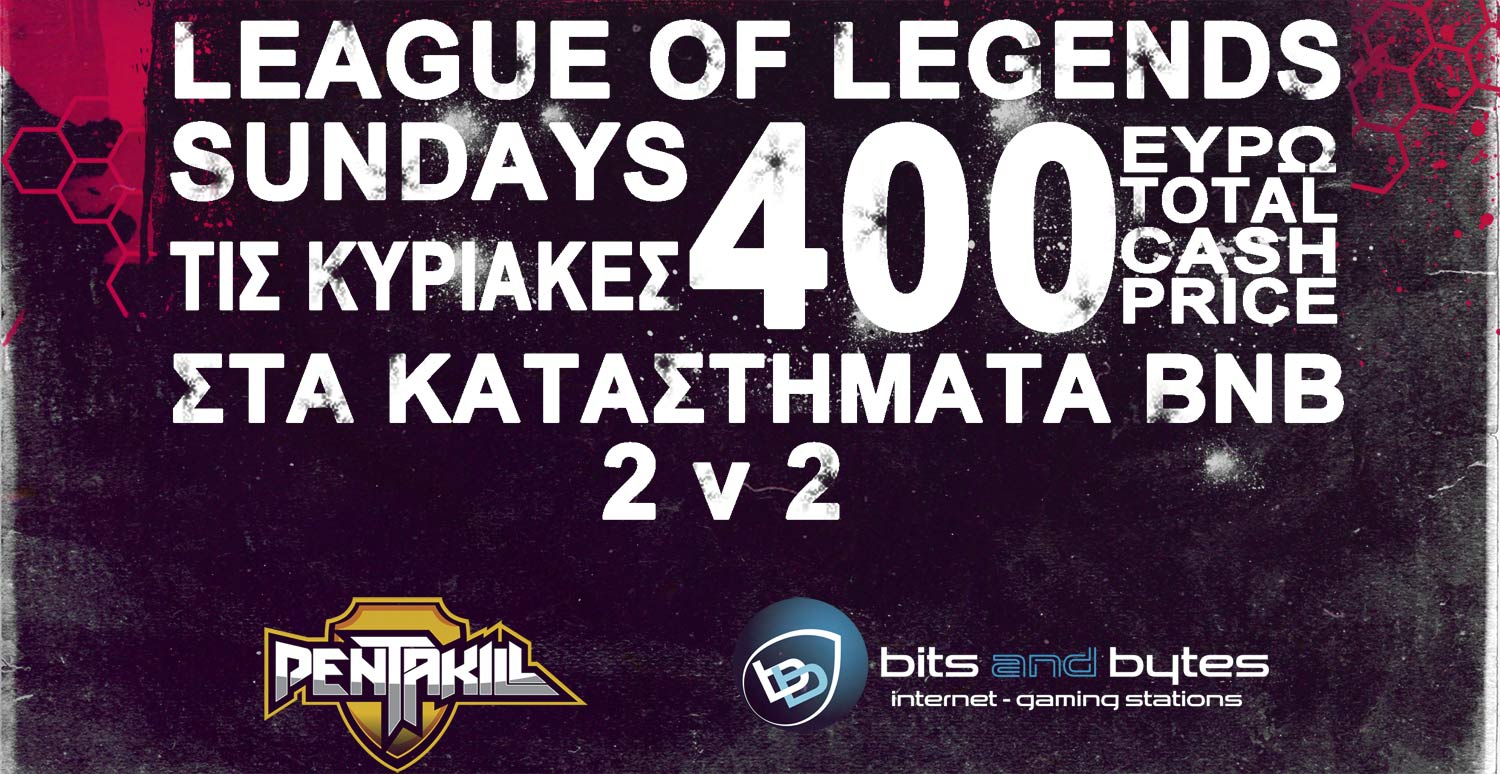 LEAGUE OF LEGENDS
SUNDAYS
ΤΙΣ ΚΥΡΙΑΚΕΣ
400
ΕΥΡΩ
TOTAL
CASH
PRICE
ΣΤΑ ΚΑΤΑΣΤΗΜΑΤΑ BNB
2 v 2
PENTAKILL
bits and bytes
internet - gaming stations